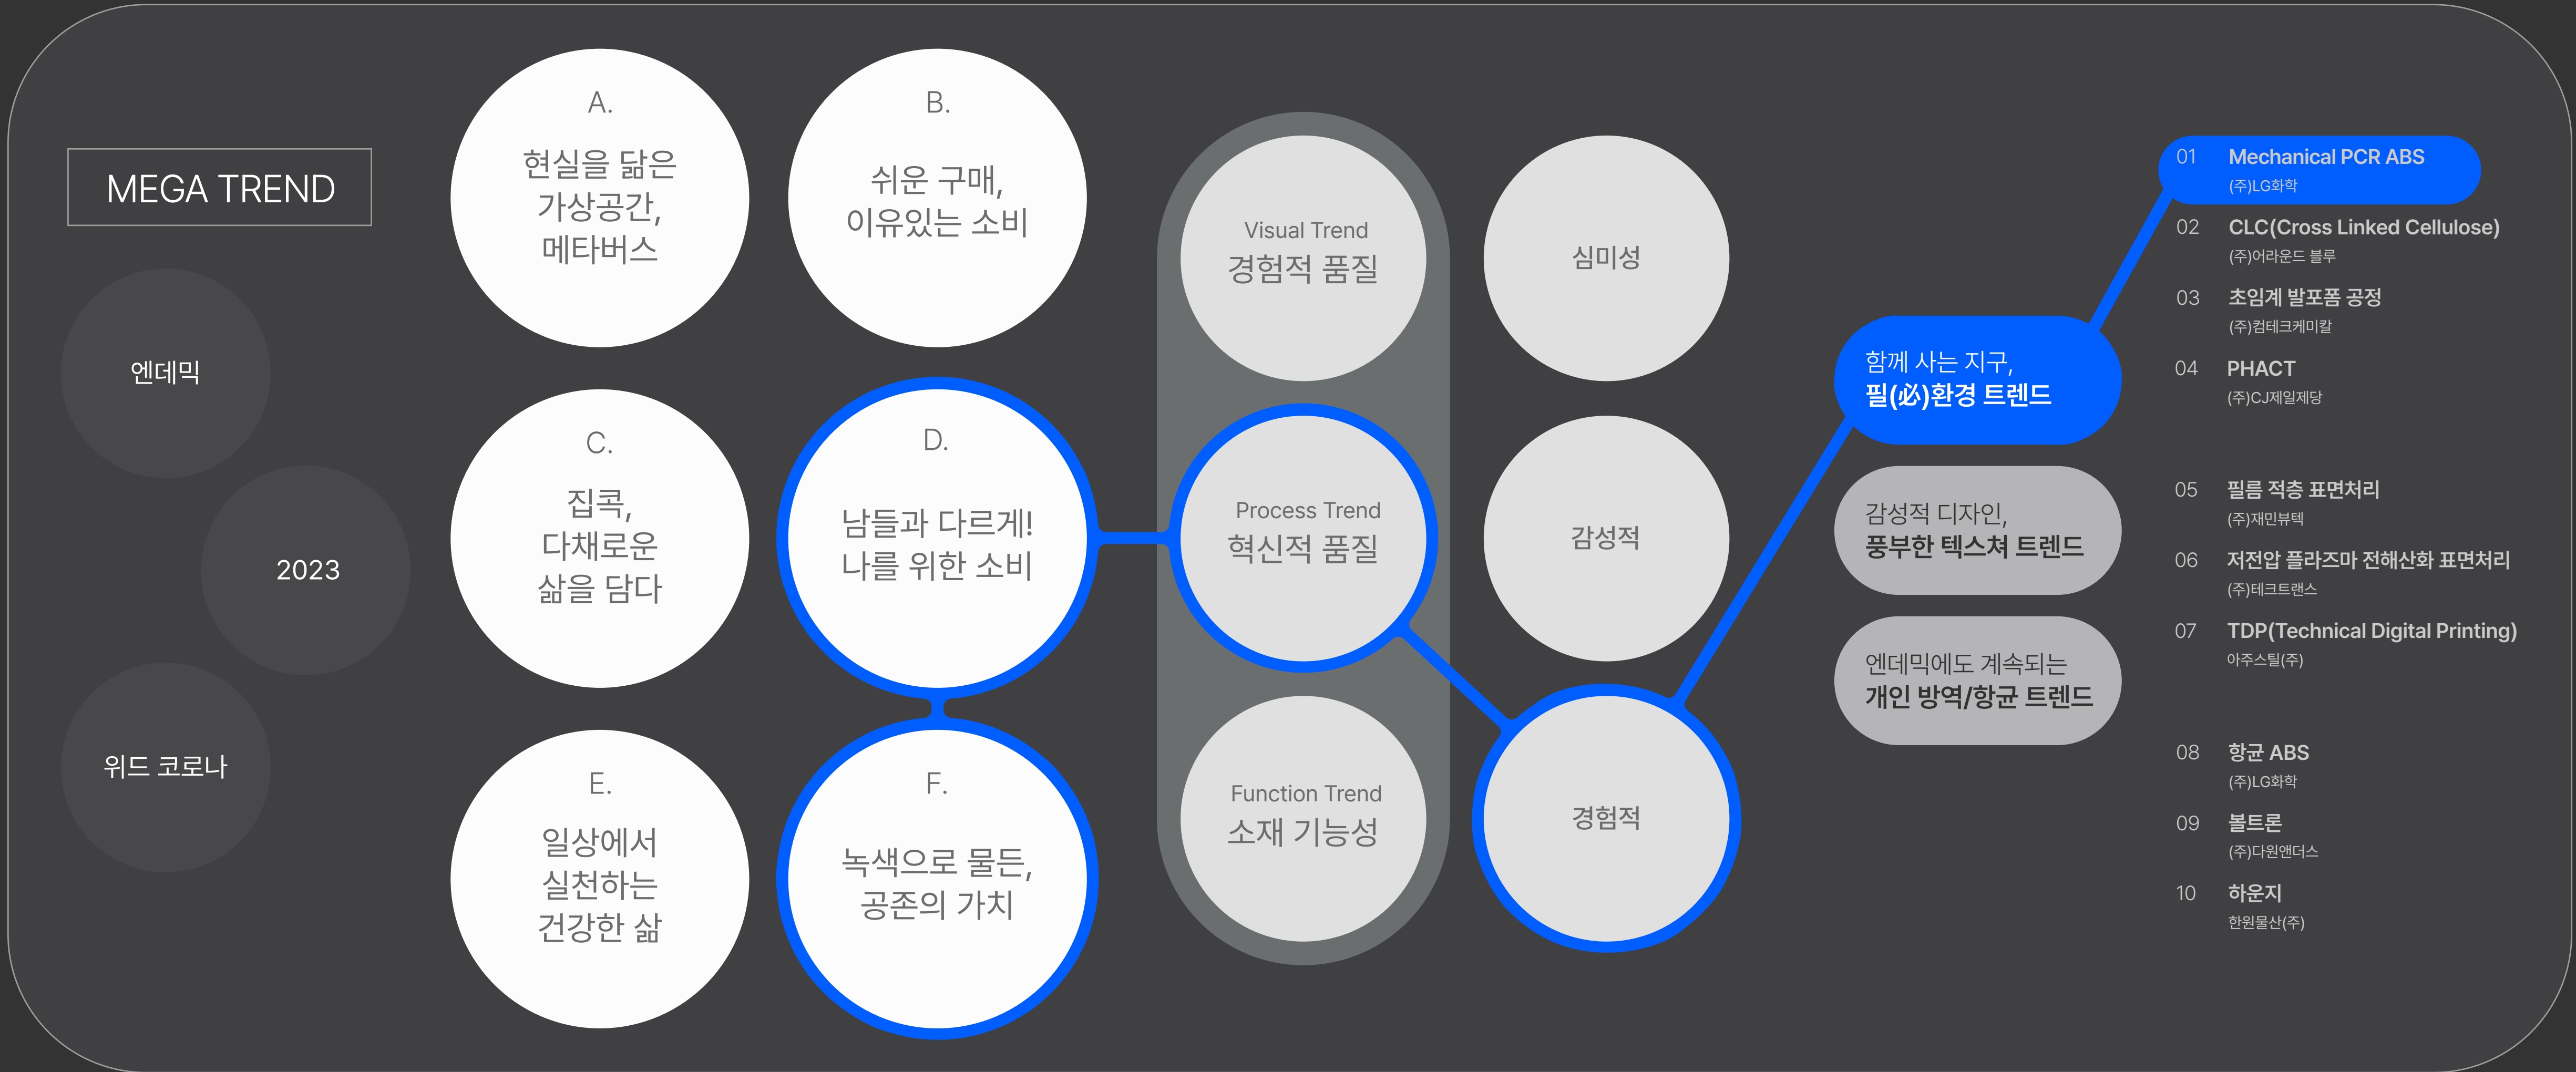 MEGA TREND
엔데믹
2023
위드 코로나
A.
현실을 닮은
가상공간,
메타버스
B.
쉬운 구매,
이유있는 소비
C.
집콕,
다채로운
삶을 담다
D.
남들과 다르게!
나를 위한 소비
E.
일상에서
실천하는
건강한 삶
F.
녹색으로 물든,
공존의 가치
Visual Trend
경험적 품질
Process Trend
혁신적 품질
Function Trend
소재 기능성
심미성
감성적
경험적
함께 사는 지구,
필(必)환경 트렌드
감성적 디자인,
풍부한 텍스쳐 트렌드
엔데믹에도 계속되는
개인 방역/항균 트렌드
01 Mechanical PCR ABS
(주)LG화학
02 CLC(Cross Linked Cellulose)
(주)어라운드 블루
03 초임계 발포폼 공정
(주)컴테크케미칼
04 PHACT
(주)CJ제일제당
05 필름 적층 표면처리
(주)재민뷰텍
06 저전압 플라즈마 전해산화 표면처리
(주)테크트랜스
07 TDP(Technical Digital Printing)
아주스틸(주)
08 항균 ABS
(주)LG화학
09 볼트론
(주)다원앤더스
10 하운지
한원물산(주)